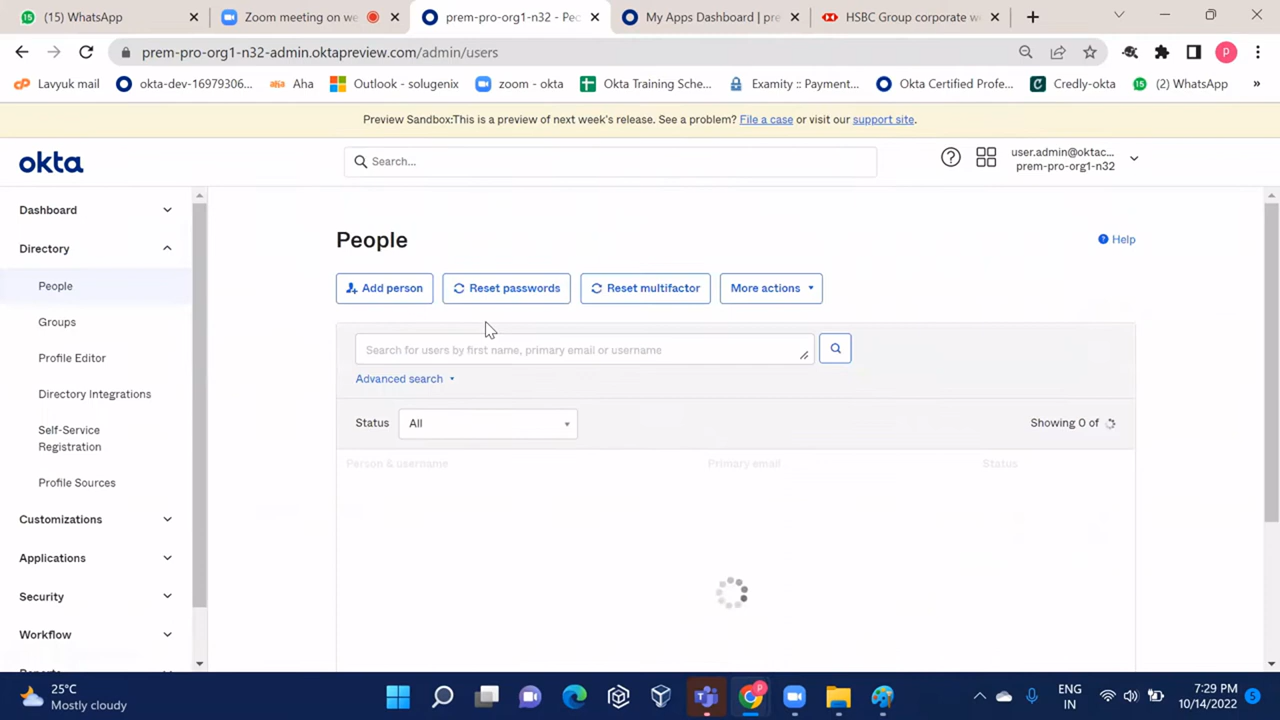 (15) WhatsApp
Zoom meeting on we
prem-pro-org1-n32 - Pec
My Apps Dashboard | pre
HSBC Group corporate w
prem-pro-org1-n32-admin.oktapreview.com/admin/users
P
Lavyuk mail
okta-dev-16979305...
Aha
Outlook - solugenix
zoom - okta
Okta Training Sche...
Examity :: Payment...
Okta Certified Profe...
Credly-okta
(2) WhatsApp
Preview Sandbox:This is a preview of next week's release. See a problem? File a case or visit our support site.
okta
Search...
user.admin@oktac...
prem-pro-org1-n32
Dashboard
Directory
People
Groups
Profile Editor
Directory Integrations
Self-Service
Registration
Profile Sources
Customizations
Applications
Security
Workflow
Reports
People
Help
Add person
Reset passwords
Reset multifactor
More actions
Search for users by first name, primary email or username
Advanced search
Status
All
Showing 0 of
Person & username
Primary email
Status
25°C
Mostly cloudy
ENG
IN
7:29 PM
10/14/2022
5